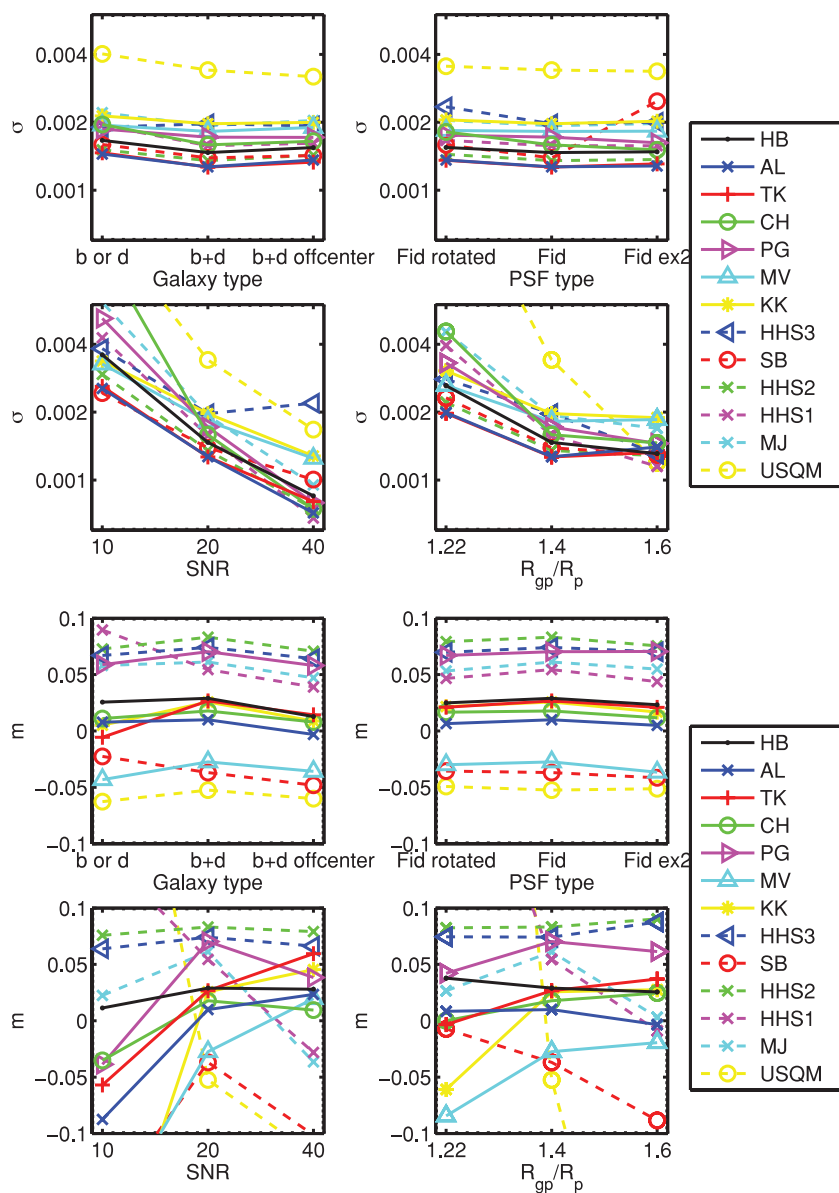 0.004
0.002
0.001
σ
b or d
b+d
b+d offcenter
Galaxy type
0.004
0.002
0.001
σ
Fid rotated
Fid
Fid ex2
PSF type
HB
AL
TK
CH
PG
MV
KK
HHS3
SB
HHS2
HHS1
MJ
USQM
0.004
0.002
0.001
σ
10
20
40
SNR
0.004
0.002
0.001
σ
1.22
1.4
1.6
R_gp/R_p
0.1
0.05
0
−0.05
−0.1
m
b or d
b+d
b+d offcenter
Galaxy type
0.1
0.05
0
−0.05
−0.1
m
Fid rotated
Fid
Fid ex2
PSF type
HB
AL
TK
CH
PG
MV
KK
HHS3
SB
HHS2
HHS1
MJ
USQM
0.1
0.05
0
−0.05
−0.1
m
10
20
40
SNR
0.1
0.05
0
−0.05
−0.1
m
1.22
1.4
1.6
R_gp/R_p